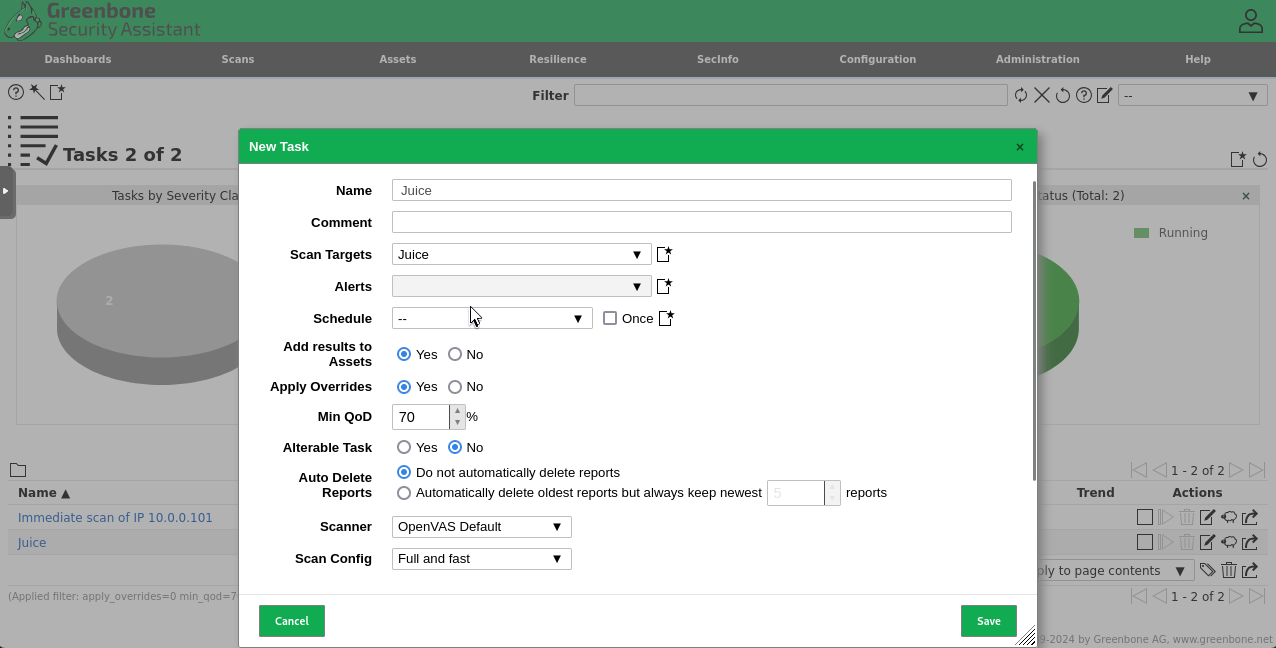 Greenbone
Security Assistant
Dashboards Scans Assets Resilience SecInfo Configuration Administration Help
Filter --
Tasks 2 of 2
Tasks by Severity Cla
tatus (Total: 2)
Running
2
New Task ×
Name Juice
Comment
Scan Targets Juice
Alerts
Schedule -- Once
Add results to Assets Yes No
Apply Overrides Yes No
Min QoD 70 %
Alterable Task Yes No
Auto Delete Reports Do not automatically delete reports
Automatically delete oldest reports but always keep newest 5 reports
Scanner OpenVAS Default
Scan Config Full and fast
Cancel Save
1 - 2 of 2
Name ▲ Trend Actions
Immediate scan of IP 10.0.0.101
Juice
ply to page contents
(Applied filter: apply_overrides=0 min_qod=7
1 - 2 of 2
9-2024 by Greenbone AG, www.greenbone.net